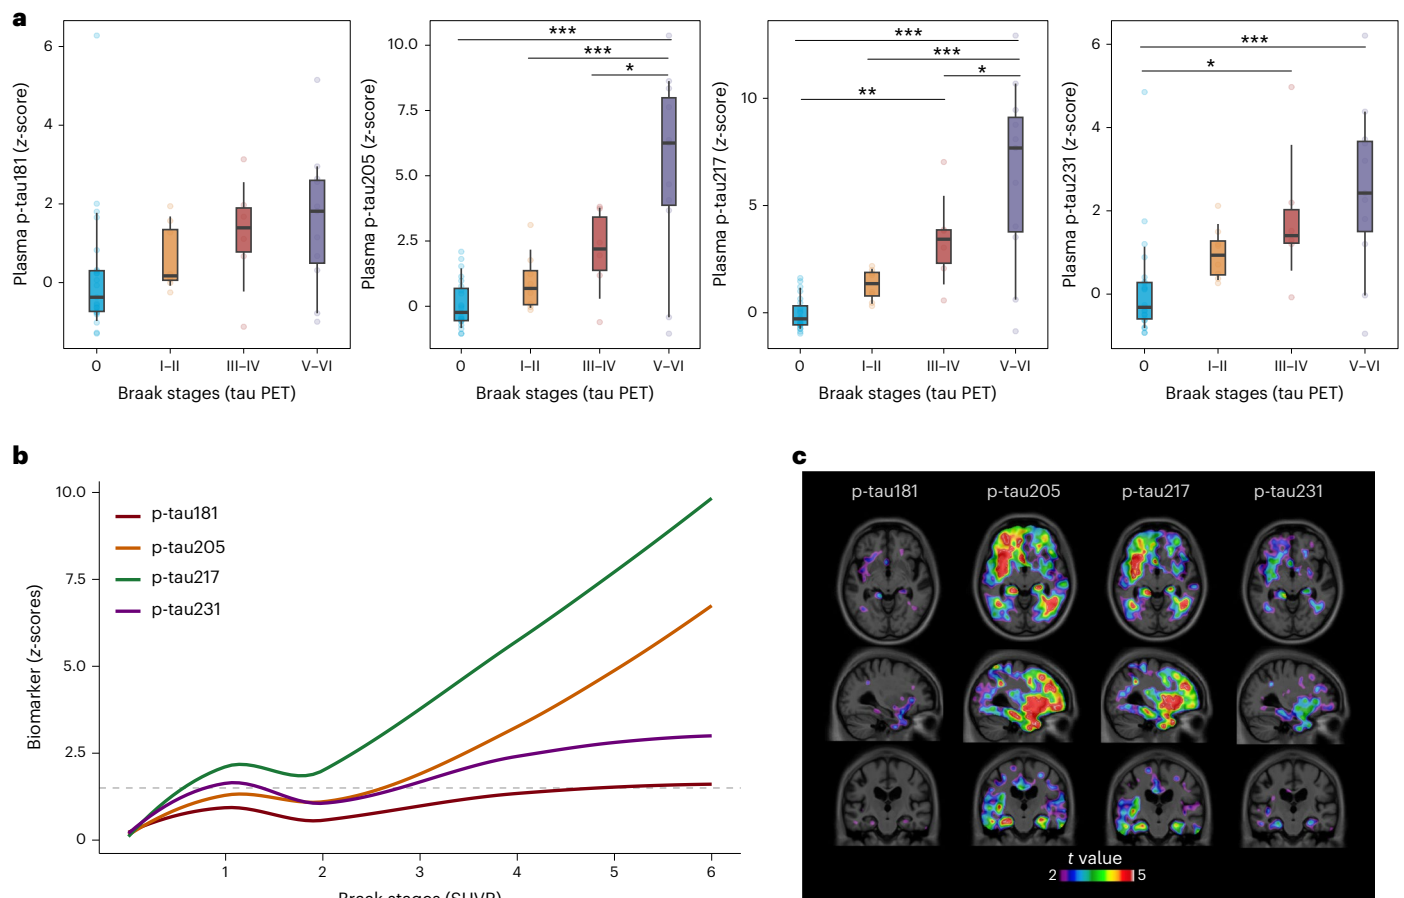 a
Plasma p-tau181 (z-score)
6
4
2
0
0
I–II
III–IV
V–VI
Braak stages (tau PET)
Plasma p-tau205 (z-score)
10.0
7.5
5.0
2.5
0
***
***
*
0
I–II
III–IV
V–VI
Braak stages (tau PET)
Plasma p-tau217 (z-score)
10
5
0
***
***
*
**
0
I–II
III–IV
V–VI
Braak stages (tau PET)
Plasma p-tau231 (z-score)
6
4
2
0
***
*
0
I–II
III–IV
V–VI
Braak stages (tau PET)
b
Biomarker (z-scores)
10.0
7.5
5.0
2.5
0
p-tau181
p-tau205
p-tau217
p-tau231
1
2
3
4
5
6
Braak stages (SUVR)
c
p-tau181
p-tau205
p-tau217
p-tau231
t value
2
5